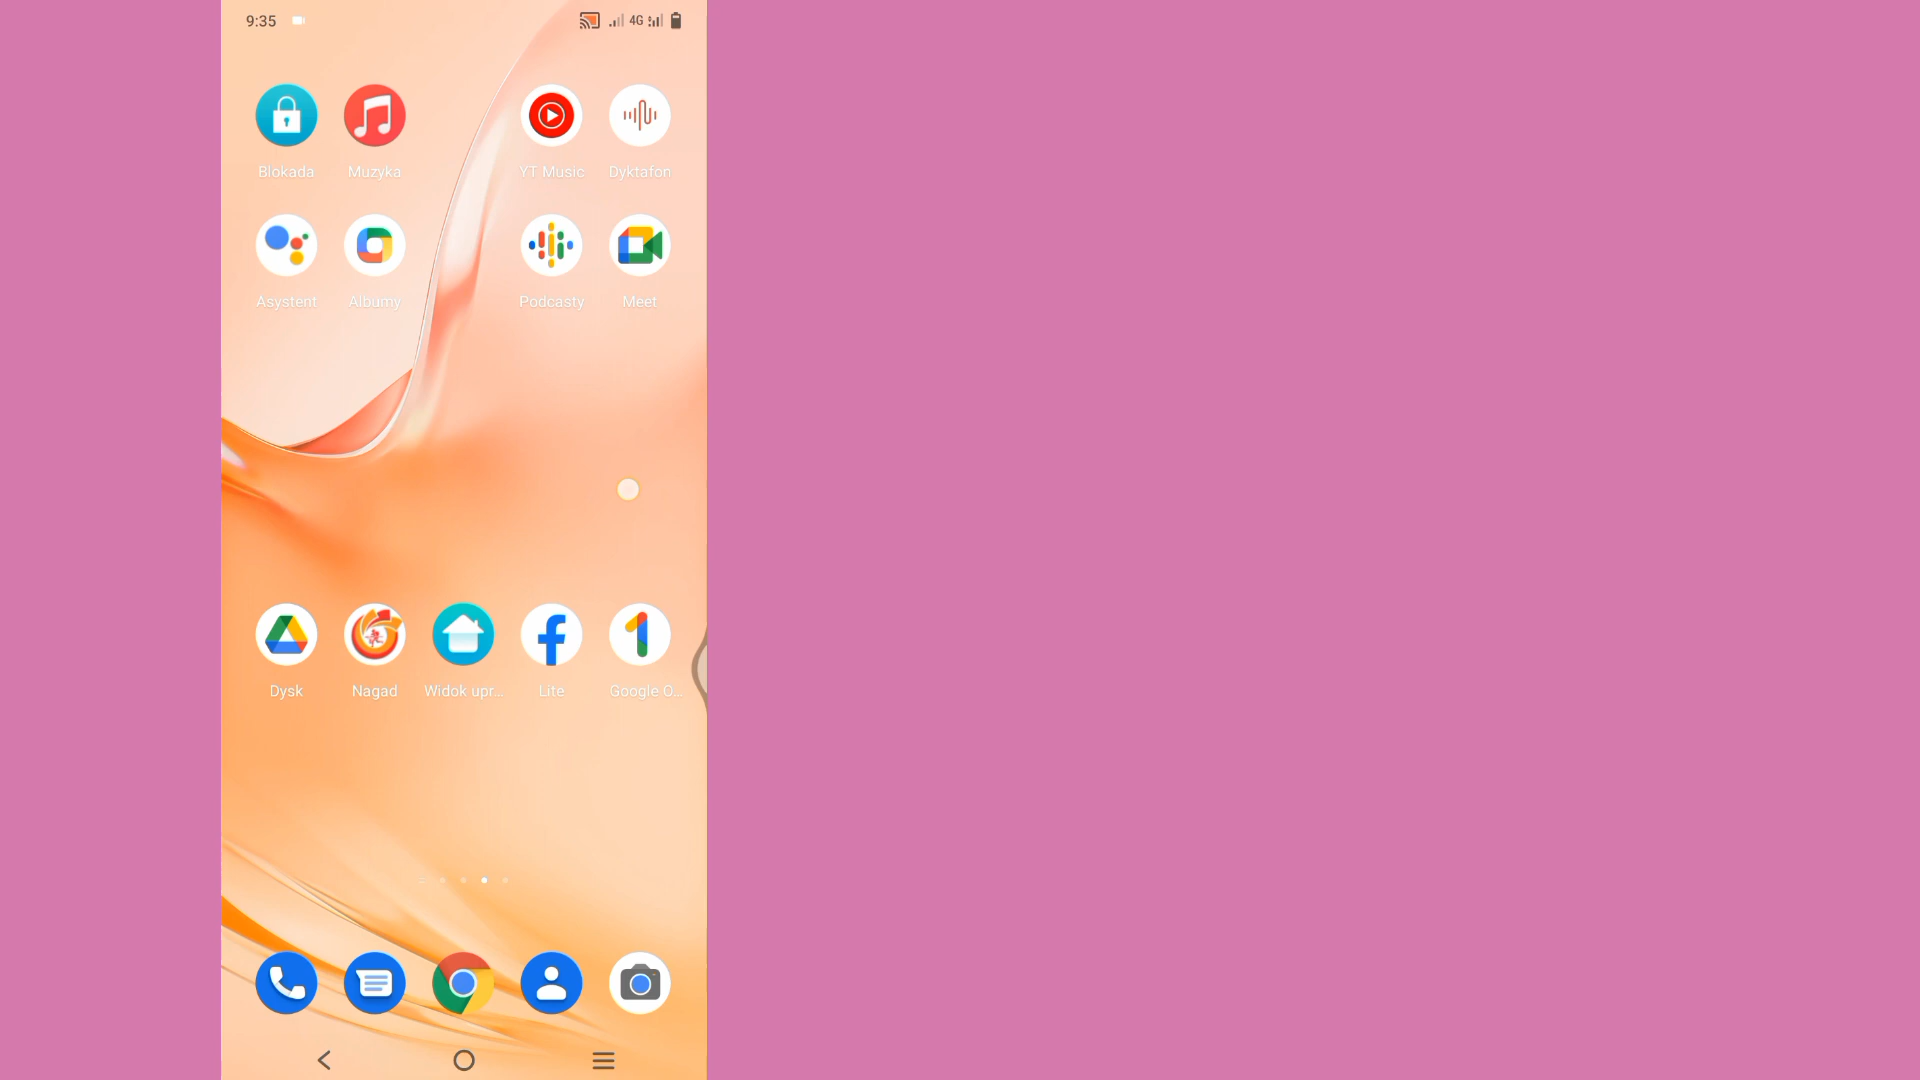 9:35
4G
Blokada Muzyka YT Music Dyktafon
Asystent Albumy Podcasty Meet
Dysk Nagad Widok upr... Lite Google O...